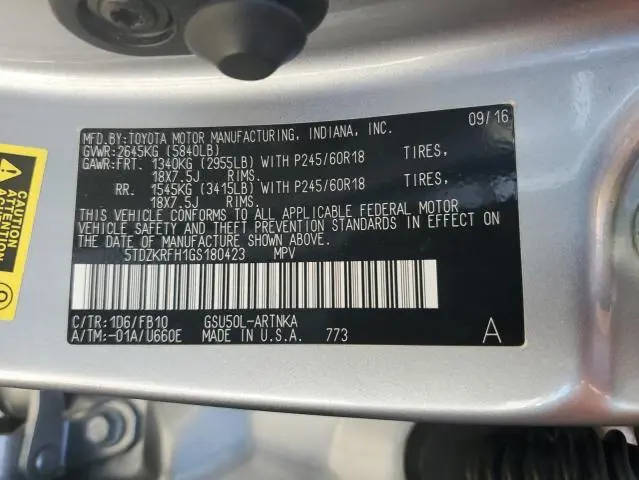 MFD.BY:TOYOTA MOTOR MANUFACTURING, INDIANA, INC. 09/16
GVWR:2645KG (5840LB)
GAWR:FRT. 1340KG (2955LB) WITH P245/60R18 TIRES,
18X7.5J RIMS.
RR. 1545KG (3415LB) WITH P245/60R18 TIRES,
18X7.5J RIMS.
THIS VEHICLE CONFORMS TO ALL APPLICABLE FEDERAL MOTOR
VEHICLE SAFETY AND THEFT PREVENTION STANDARDS IN EFFECT ON
THE DATE OF MANUFACTURE SHOWN ABOVE.
5TDZKRFH1GS180423 MPV
C/TR:1D6/FB10 GSU50L-ARTNKA
A/TM:-01A/U660E MADE IN U.S.A. 773 A
ATTENTION